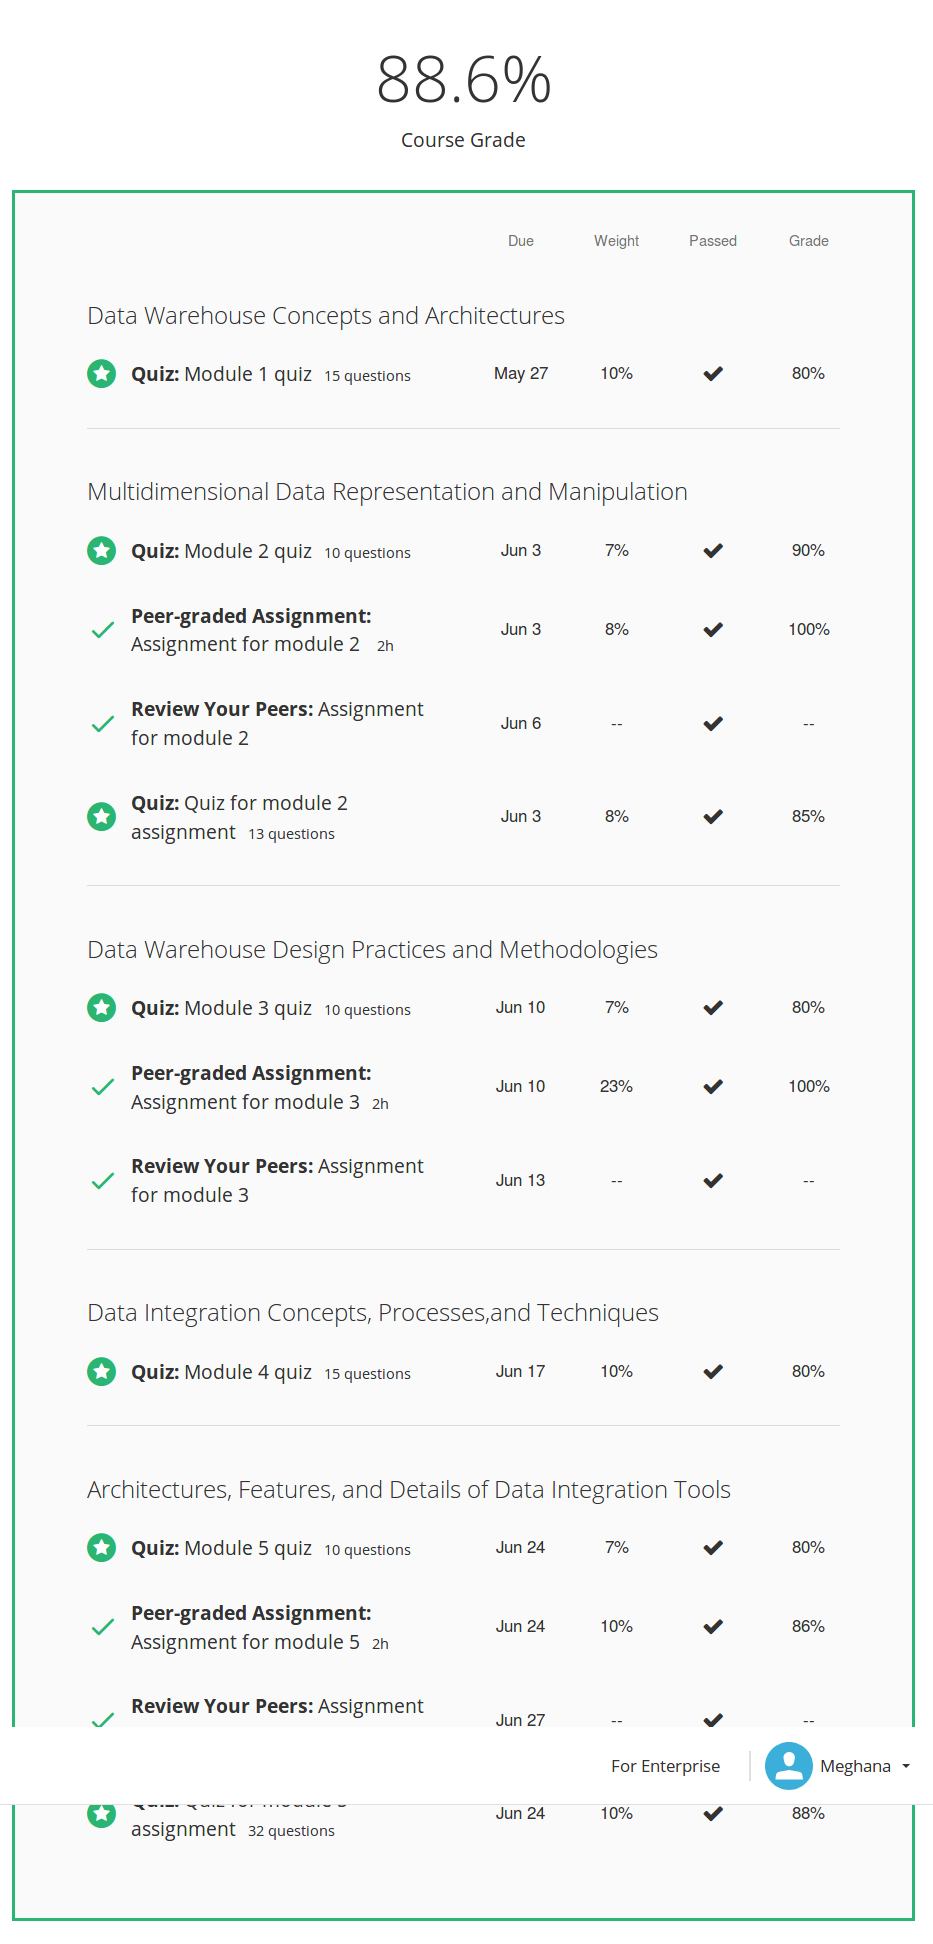 88.6%
Course Grade
Due Weight Passed Grade
Data Warehouse Concepts and Architectures
Quiz: Module 1 quiz 15 questions May 27 10% 80%
Multidimensional Data Representation and Manipulation
Quiz: Module 2 quiz 10 questions Jun 3 7% 90%
Peer-graded Assignment:
Assignment for module 2 2h Jun 3 8% 100%
Review Your Peers: Assignment
for module 2 Jun 6 -- --
Quiz: Quiz for module 2
assignment 13 questions Jun 3 8% 85%
Data Warehouse Design Practices and Methodologies
Quiz: Module 3 quiz 10 questions Jun 10 7% 80%
Peer-graded Assignment:
Assignment for module 3 2h Jun 10 23% 100%
Review Your Peers: Assignment
for module 3 Jun 13 -- --
Data Integration Concepts, Processes,and Techniques
Quiz: Module 4 quiz 15 questions Jun 17 10% 80%
Architectures, Features, and Details of Data Integration Tools
Quiz: Module 5 quiz 10 questions Jun 24 7% 80%
Peer-graded Assignment:
Assignment for module 5 2h Jun 24 10% 86%
Review Your Peers: Assignment
Jun 27 -- --
For Enterprise Meghana
Jun 24 10% 88%
assignment 32 questions